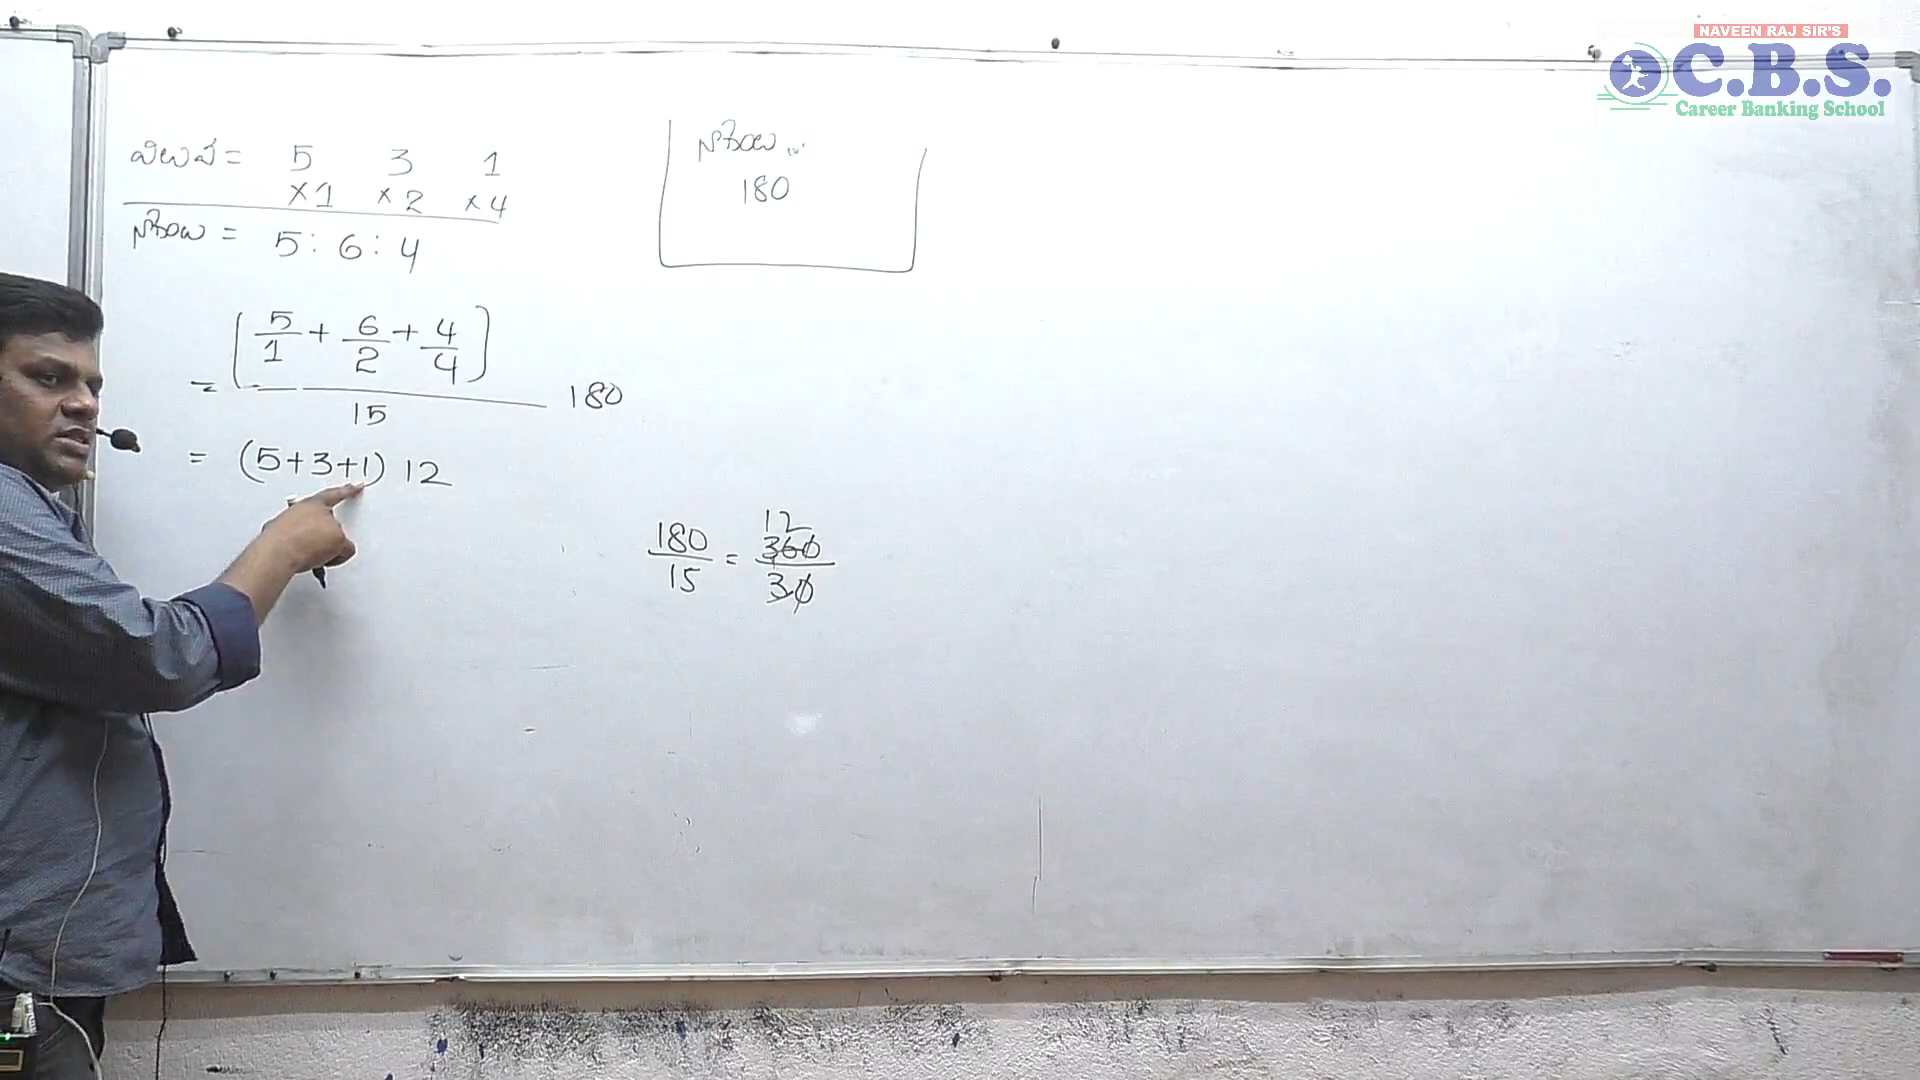 NAVEEN RAJ SIR'S
C.B.S.
Career Banking School
= 5 3 1
×1 ×2 ×4
= 5 : 6 : 4
180
[5/1 + 6/2 + 4/4]
= 15 180
= (5+3+1) 12
180/15 = 360/30
12